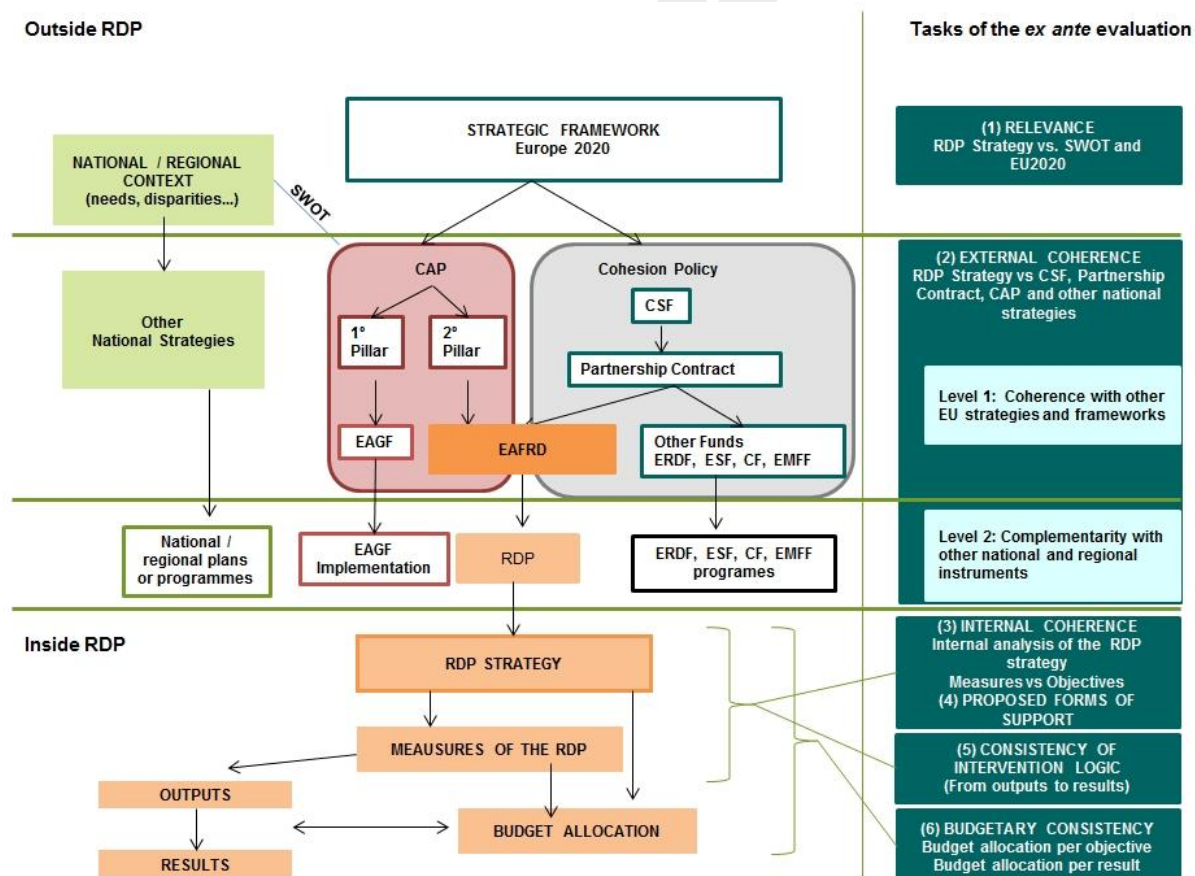 Outside RDP
Tasks of the ex ante evaluation
STRATEGIC FRAMEWORK
Europe 2020
(1) RELEVANCE
RDP Strategy vs. SWOT and
EU2020
NATIONAL / REGIONAL
CONTEXT
(needs, disparities...)
SWOT
(2) EXTERNAL COHERENCE
RDP Strategy vs CSF, Partnership
Contract, CAP and other national
strategies
CAP
Cohesion Policy
CSF
Other
National Strategies
1º
Pillar
2º
Pillar
Partnership Contract
Level 1: Coherence with other
EU strategies and frameworks
EAGF
EAFRD
Other Funds
ERDF, ESF, CF, EMFF
National /
regional plans
or programmes
EAGF
Implementation
RDP
ERDF, ESF, CF, EMFF
programes
Level 2: Complementarity with
other national and regional
instruments
Inside RDP
RDP STRATEGY
(3) INTERNAL COHERENCE
Internal analysis of the RDP
strategy
Measures vs Objectives
(4) PROPOSED FORMS OF
SUPPORT
MEAUSURES OF THE RDP
(5) CONSISTENCY OF
INTERVENTION LOGIC
(From outputs to results)
OUTPUTS
BUDGET ALLOCATION
RESULTS
(6) BUDGETARY CONSISTENCY
Budget allocation per objective
Budget allocation per result